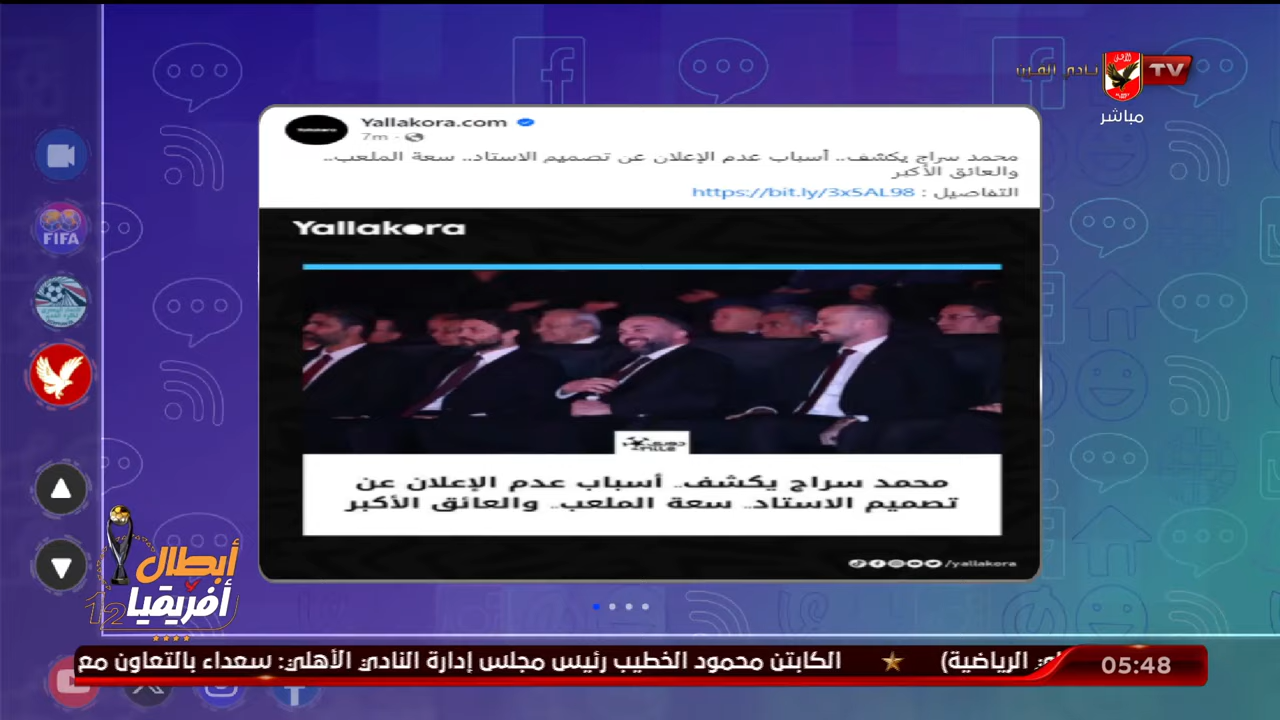 نادي القرن
TV
مباشر
Yallakora.com
7m
محمد سراج يكشف.. أسباب عدم الإعلان عن تصميم الاستاد.. سعة الملعب..
والعائق الأكبر
التفاصيل : https://bit.ly/3x5AL98
Yallakora
FIFA
محمد سراج يكشف.. أسباب عدم الإعلان عن
تصميم الاستاد.. سعة الملعب.. والعائق الأكبر
/yallakora
أبطال
أفريقيا
12
الرياضية) ★ الكابتن محمود الخطيب رئيس مجلس إدارة النادي الأهلي: سعداء بالتعاون مع
05:48